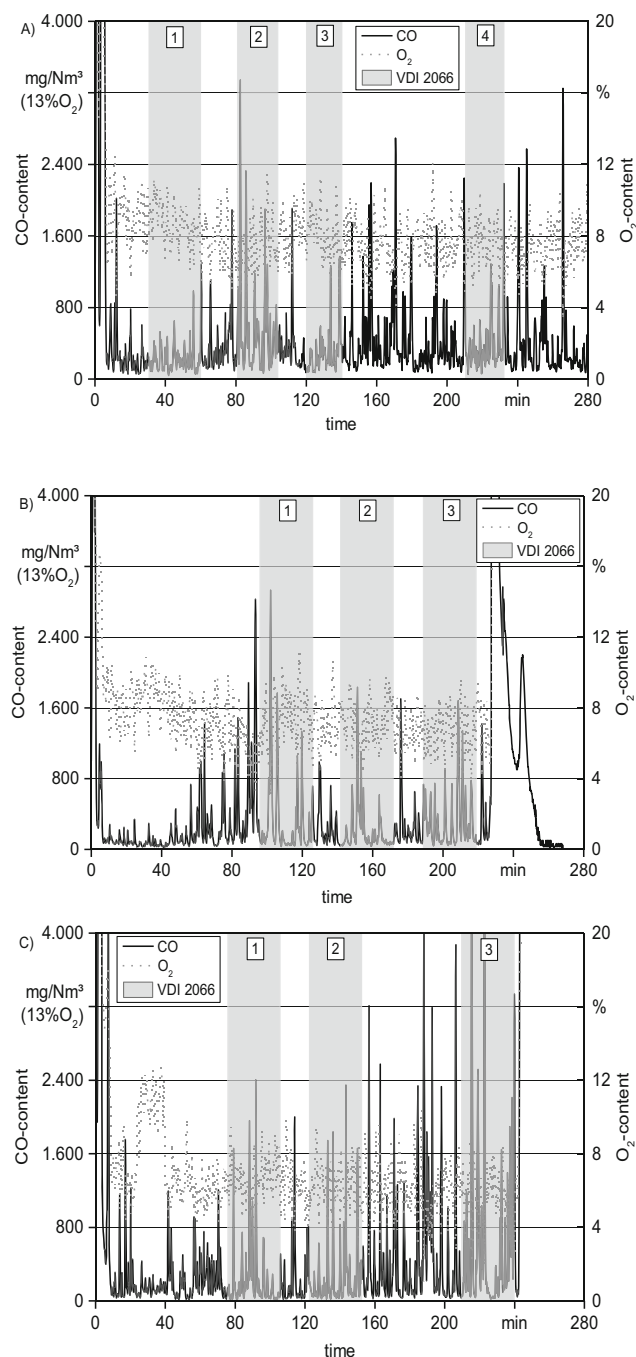 A)
4.000
mg/Nm³
(13%O₂)
2.400
1.600
800
0
CO-content
1
2
3
4
CO
O₂
VDI 2066
20
%
12
8
4
0
O₂-content
0
40
80
120
160
200
min
280
time
B)
4.000
mg/Nm³
(13%O₂)
2.400
1.600
800
0
CO-content
1
2
3
CO
O₂
VDI 2066
20
%
12
8
4
0
O₂-content
0
40
80
120
160
200
min
280
time
C)
4.000
mg/Nm³
(13%O₂)
2.400
1.600
800
0
CO-content
CO
O₂
VDI 2066
1
2
3
20
%
12
8
4
0
O₂-content
0
40
80
120
160
200
min
280
time